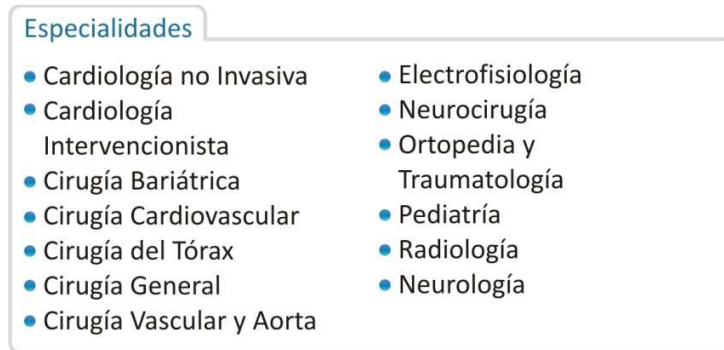 Especialidades
Cardiología no Invasiva
Cardiología
Intervencionista
Cirugía Bariátrica
Cirugía Cardiovascular
Cirugía del Tórax
Cirugía General
Cirugía Vascular y Aorta
Electrofisiología
Neurocirugía
Ortopedia y
Traumatología
Pediatría
Radiología
Neurología